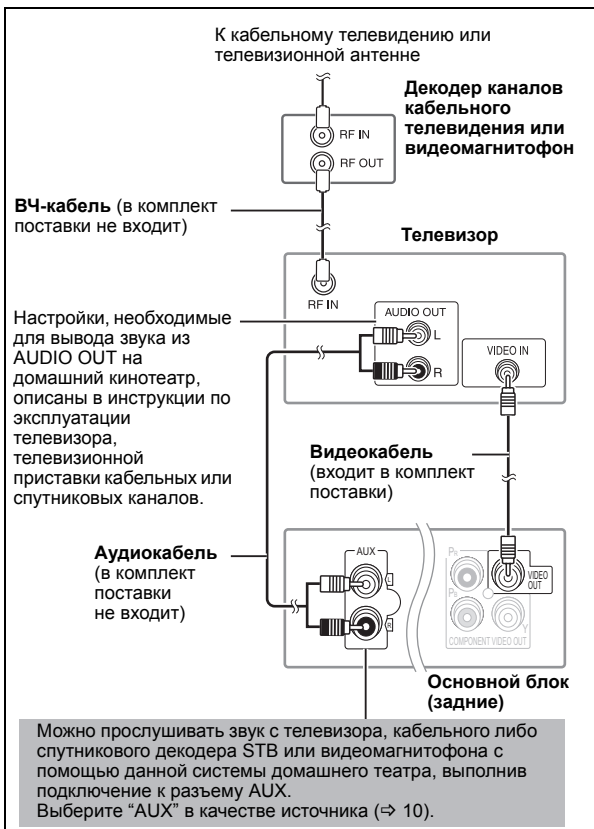 К кабельному телевидению или
телевизионной антенне
Декодер каналов
кабельного
телевидения или
видеомагнитофон
RF IN
RF OUT
ВЧ-кабель (в комплект
поставки не входит)
Телевизор
RF IN
AUDIO OUT
L
R
VIDEO IN
Настройки, необходимые
для вывода звука из
AUDIO OUT на
домашний кинотеатр,
описаны в инструкции по
эксплуатации
телевизора,
телевизионной
приставки кабельных или
спутниковых каналов.
Видеокабель
(входит в комплект
поставки)
Аудиокабель
(в комплект
поставки
не входит)
AUX
L
R
PR
PB
Y
VIDEO
OUT
COMPONENT VIDEO OUT
Основной блок
(задние)
Можно прослушивать звук с телевизора, кабельного либо
спутникового декодера STB или видеомагнитофона с
помощью данной системы домашнего театра, выполнив
подключение к разъему AUX.
Выберите “AUX” в качестве источника (⇨ 10).